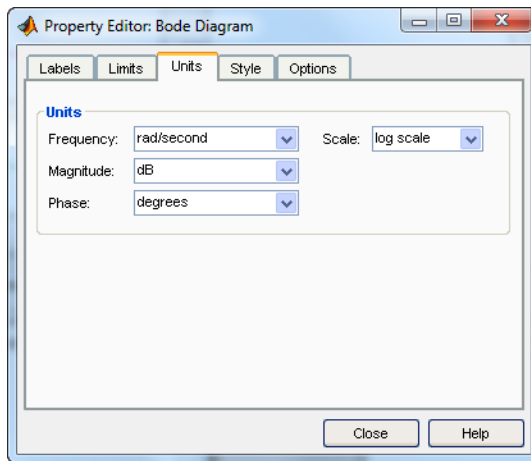 Property Editor: Bode Diagram
Labels Limits Units Style Options
Units
Frequency: rad/second Scale: log scale
Magnitude: dB
Phase: degrees
Close Help